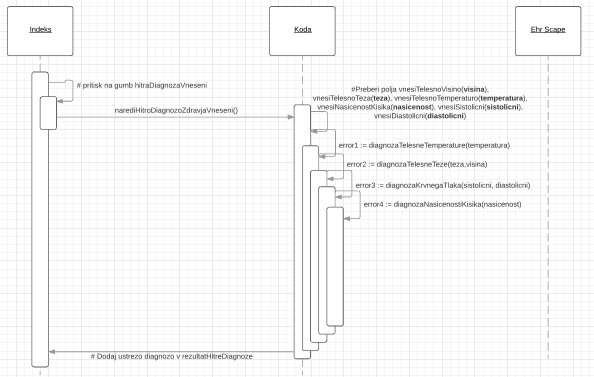 Indeks
Koda
Ehr Scape
# pritisk na gumb hitraDiagnozaVneseni
narediHitroDiagnozoZdravjaVneseni()
#Preberi polja vnesiTelesnoVisino(visina),
vnesiTelesnoTeza(teza), vnesiTelesnoTemperaturo(temperatura),
vnesiNasicenostKisika(nasicenost), vnesiSistolicni(sistolicni),
vnesiDiastolicni(diastolicni)
error1 := diagnozaTelesneTemperature(temperatura)
error2 := diagnozaTelesneTeze(teza,visina)
error3 := diagnozaKrvnegaTlaka(sistolicni, diastolicni)
error4 := diagnozaNasicenostiKisika(nasicenost)
# Dodaj ustrezo diagnozo v rezultatHitreDiagnoze